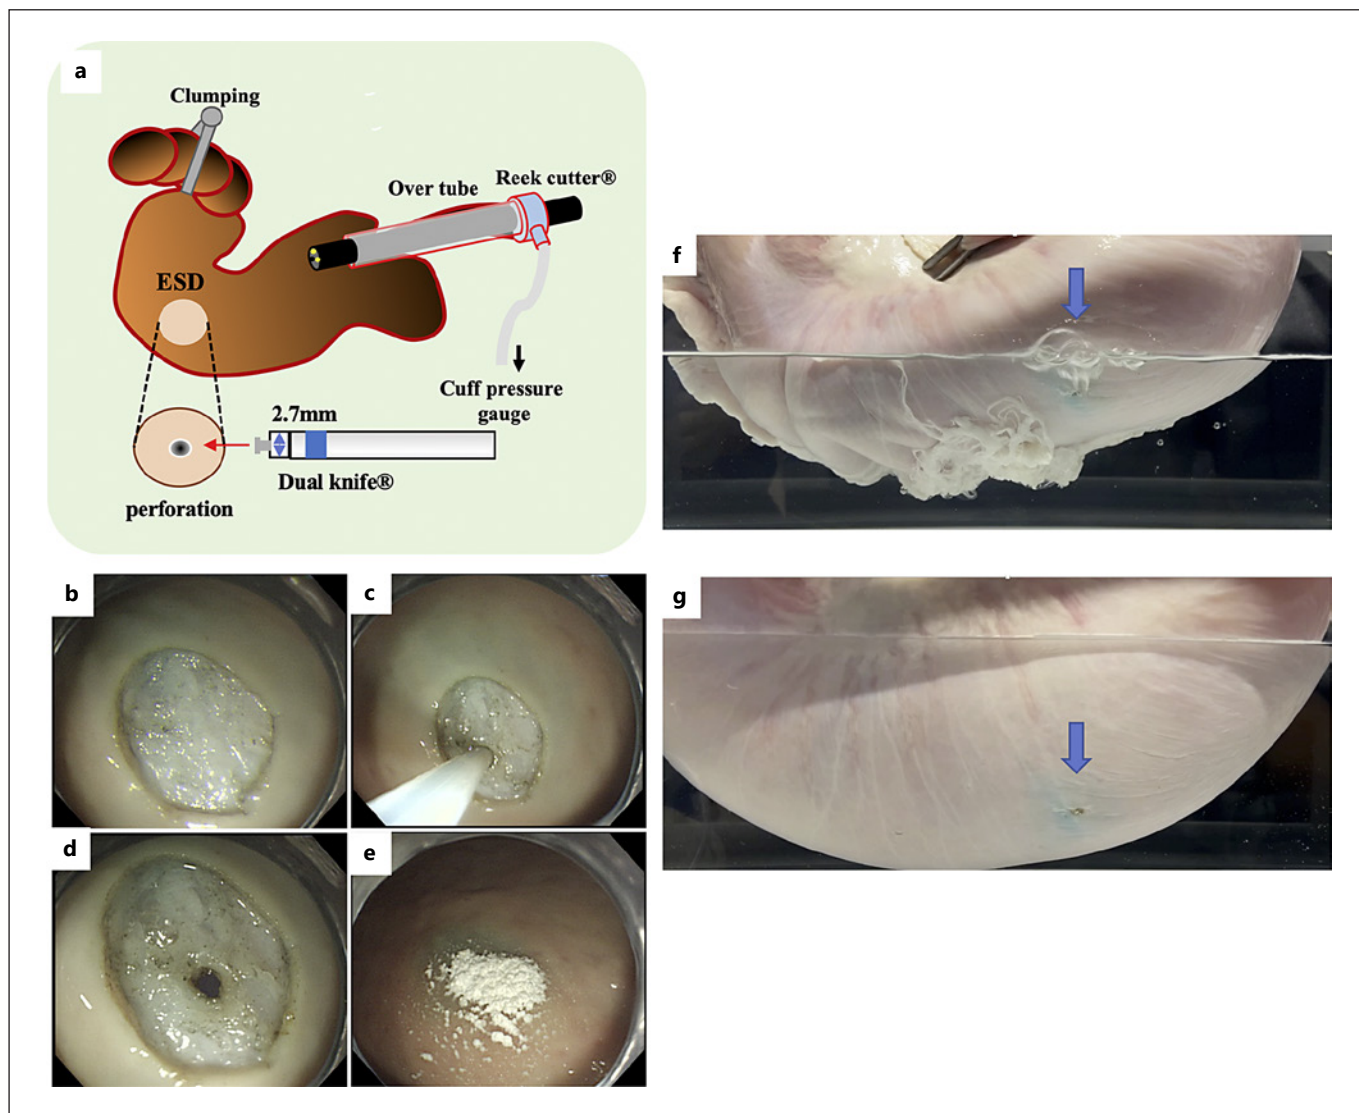 a
Clumping
Over tube
Reek cutter®
ESD
Cuff pressure
gauge
2.7mm
Dual knife®
perforation
b
c
d
e
f
g